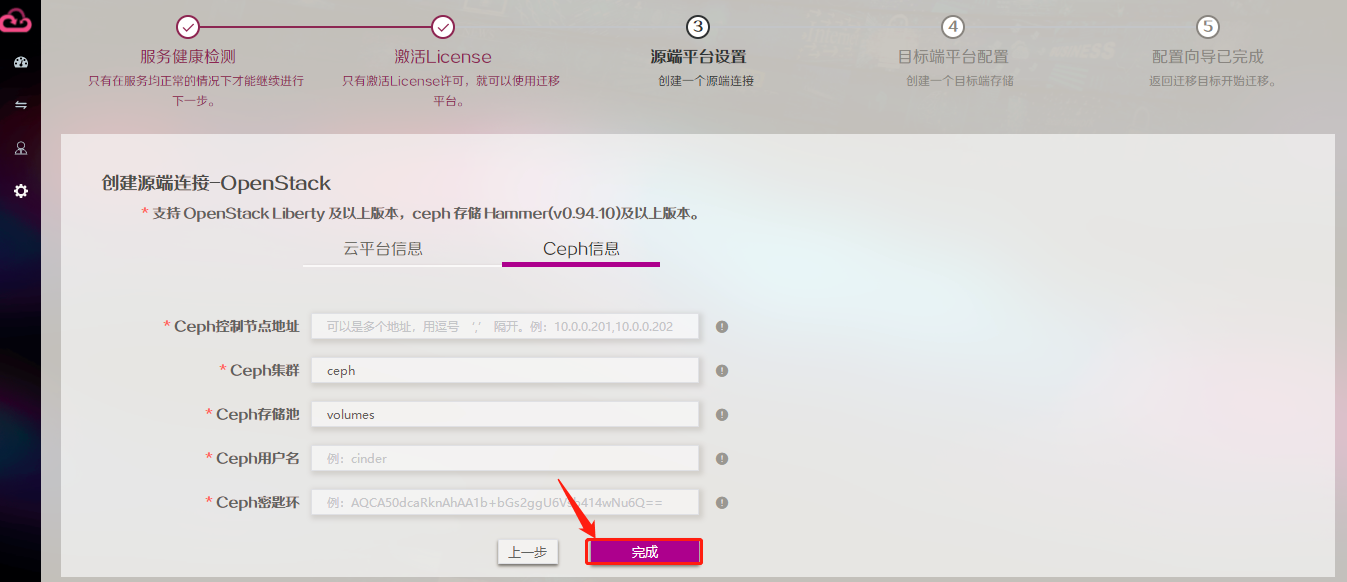 3
4
5
服务健康检测
激活License
源端平台设置
目标端平台配置
配置向导已完成
只有在服务均正常的情况下才能继续进行
下一步。
只有激活License许可，就可以使用迁移
平台。
创建一个源端连接
创建一个目标端存储
返回迁移目标开始迁移。
创建源端连接-OpenStack
* 支持 OpenStack Liberty 及以上版本，ceph 存储 Hammer(v0.94.10)及以上版本。
云平台信息
Ceph信息
* Ceph控制节点地址
可以是多个地址，用逗号 ‘,’ 隔开。例：10.0.0.201,10.0.0.202
* Ceph集群
ceph
* Ceph存储池
volumes
* Ceph用户名
例：cinder
* Ceph密匙环
例：
上一步
完成